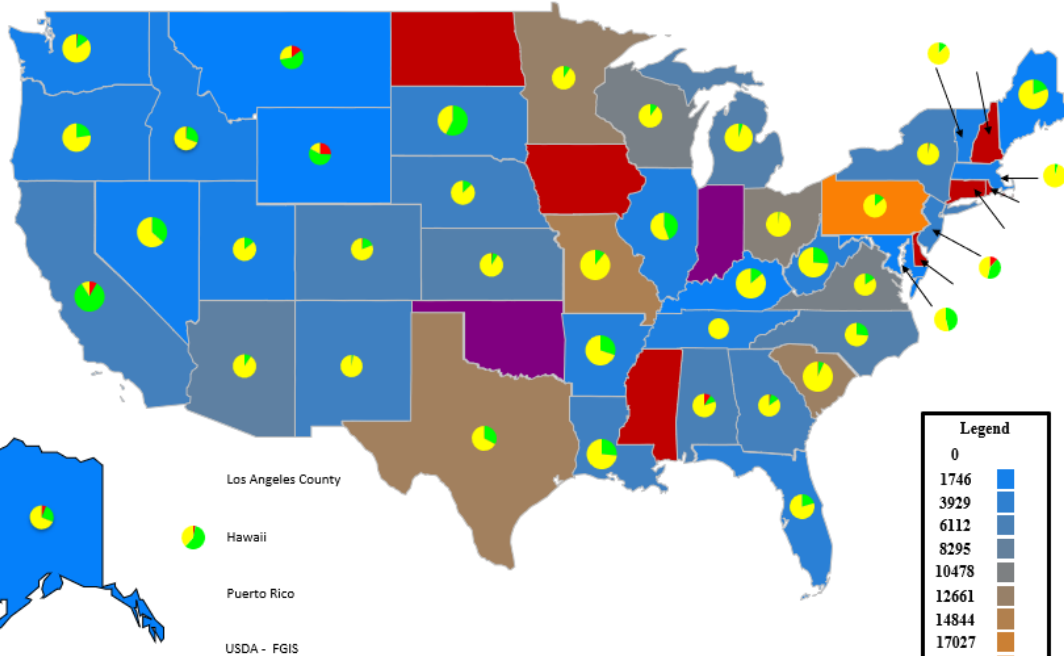 Los Angeles County
Hawaii
Puerto Rico
USDA - FGIS
Legend
0
1746
3929
6112
8295
10478
12661
14844
17027